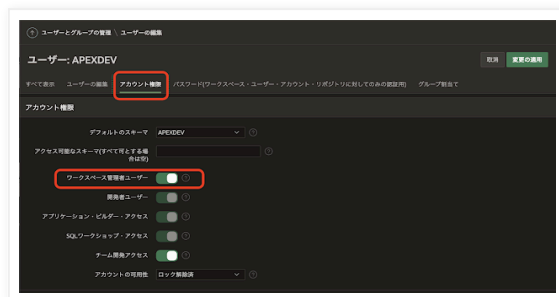 ユーザーとグループの管理 \ ユーザーの編集
ユーザー: APEXDEV
取消
変更の適用
すべて表示
ユーザーの編集
アカウント権限
パスワード(ワークスペース・ユーザー・アカウント・リポジトリに対してのみの認証用)
グループ割当て
アカウント権限
デフォルトのスキーマ
APEXDEV
アクセス可能なスキーマ(すべて可とする場合は空)
ワークスペース管理者ユーザー
開発者ユーザー
アプリケーション・ビルダー・アクセス
SQLワークショップ・アクセス
チーム開発アクセス
アカウントの可用性
ロック解除済